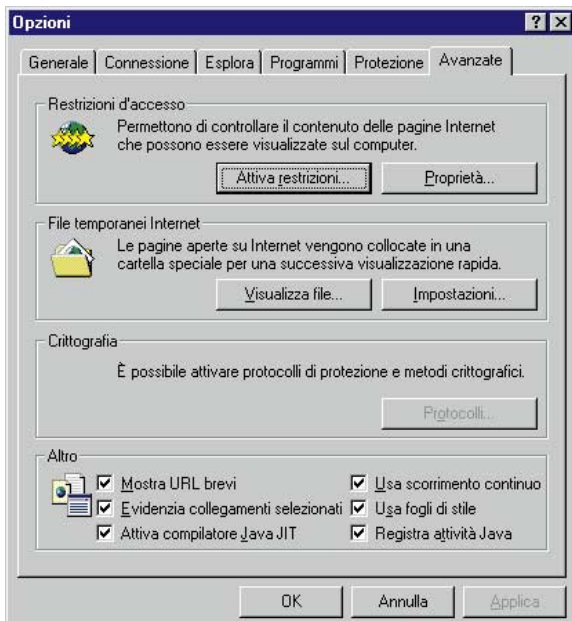 Opzioni
Generale Connessione Esplora Programmi Protezione Avanzate
Restrizioni d'accesso
Permettono di controllare il contenuto delle pagine Internet
che possono essere visualizzate sul computer.
Attiva restrizioni... Proprietà...
File temporanei Internet
Le pagine aperte su Internet vengono collocate in una
cartella speciale per una successiva visualizzazione rapida.
Visualizza file... Impostazioni...
Crittografia
È possibile attivare protocolli di protezione e metodi crittografici.
Protocolli...
Altro
Mostra URL brevi Usa scorrimento continuo
Evidenzia collegamenti selezionati Usa fogli di stile
Attiva compilatore Java JIT Registra attività Java
OK Annulla Applica